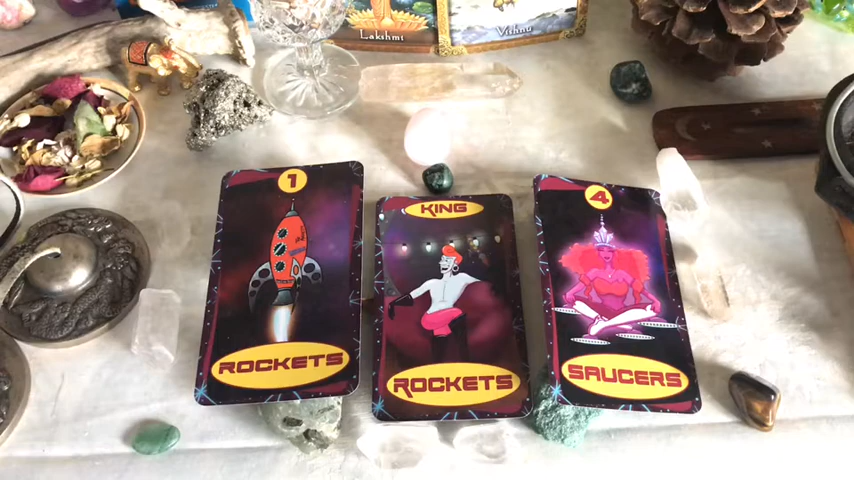 Lakshmi
Vishnu
1
ROCKETS
KING
ROCKETS
4
SAUCERS